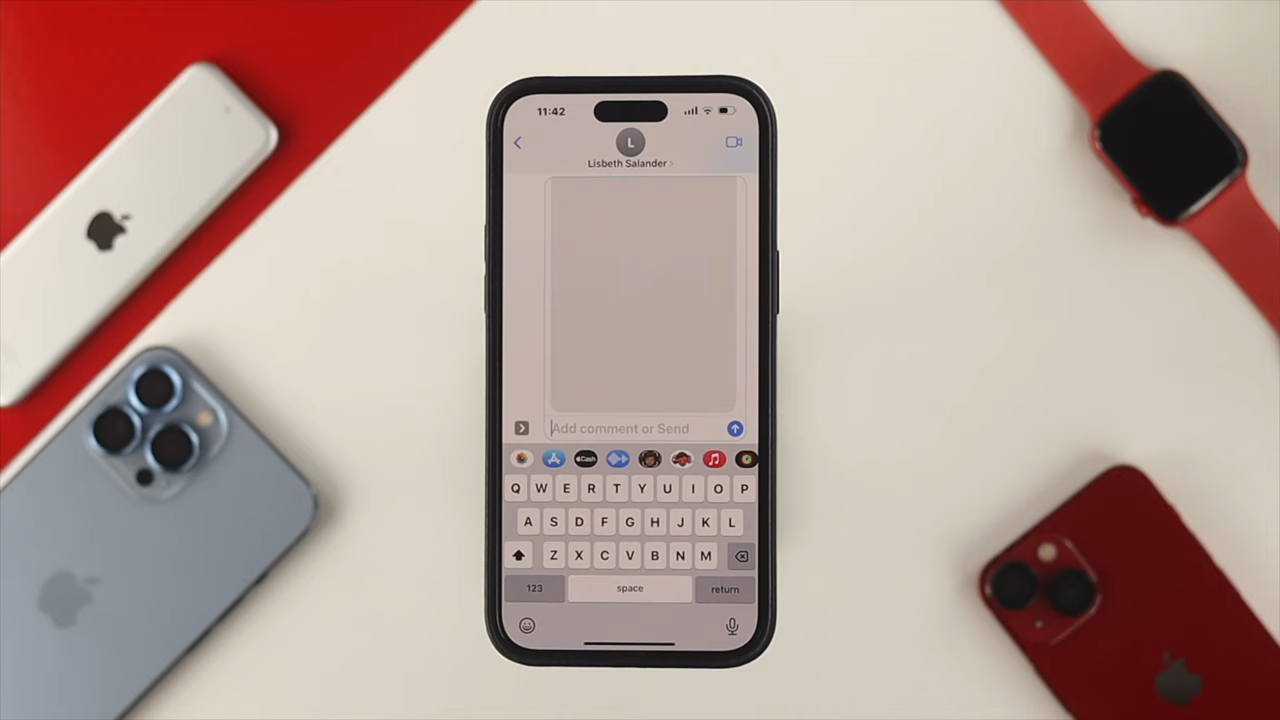 11:42
L
Lisbeth Salander
Add comment or Send
Cash
Q W E R T Y U I O P
A S D F G H J K L
Z X C V B N M
123 space return